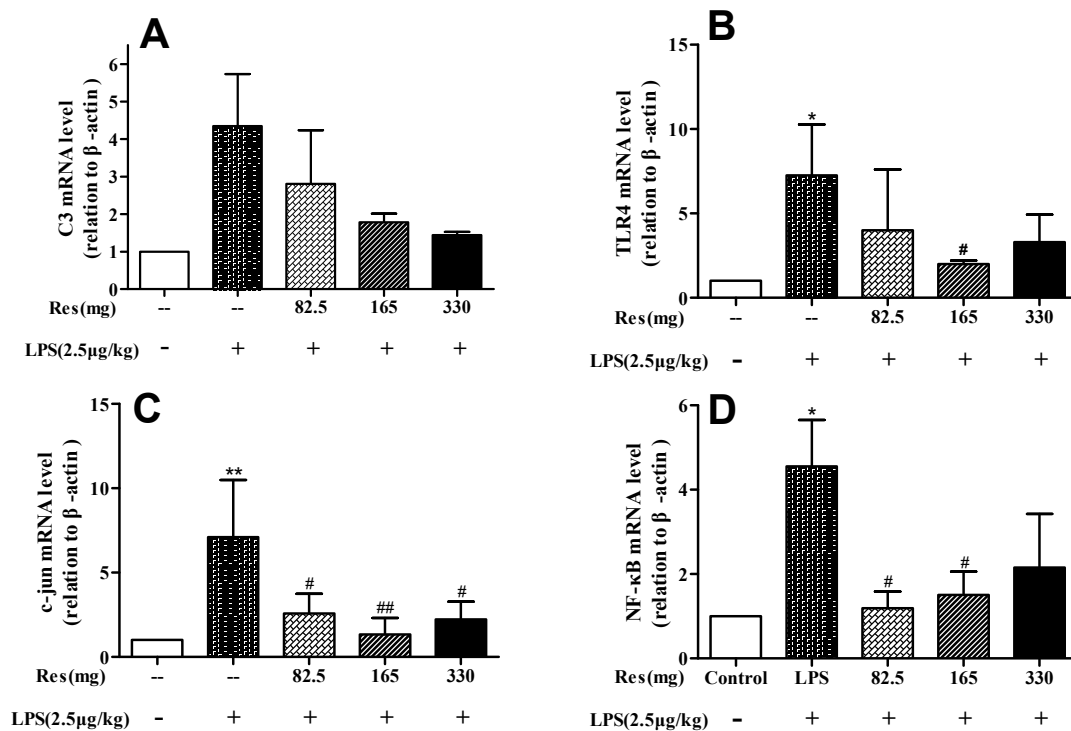 A
C3 mRNA level
(relation to β -actin )
6
5
4
3
2
1
0
Res(mg) -- -- 82.5 165 330
LPS(2.5μg/kg) - + + + +
B
TLR4 mRNA level
(relation to β -actin )
15
10
5
0
*
#
Res(mg) -- -- 82.5 165 330
LPS(2.5μg/kg) - + + + +
C
c-jun mRNA level
(relation to β -actin )
15
10
5
0
**
#
##
#
Res(mg) -- -- 82.5 165 330
LPS(2.5μg/kg) - + + + +
D
NF-κB mRNA level
(relation to β -actin )
6
4
2
0
*
#
#
Res(mg) Control LPS 82.5 165 330
LPS(2.5μg/kg) - + + + +